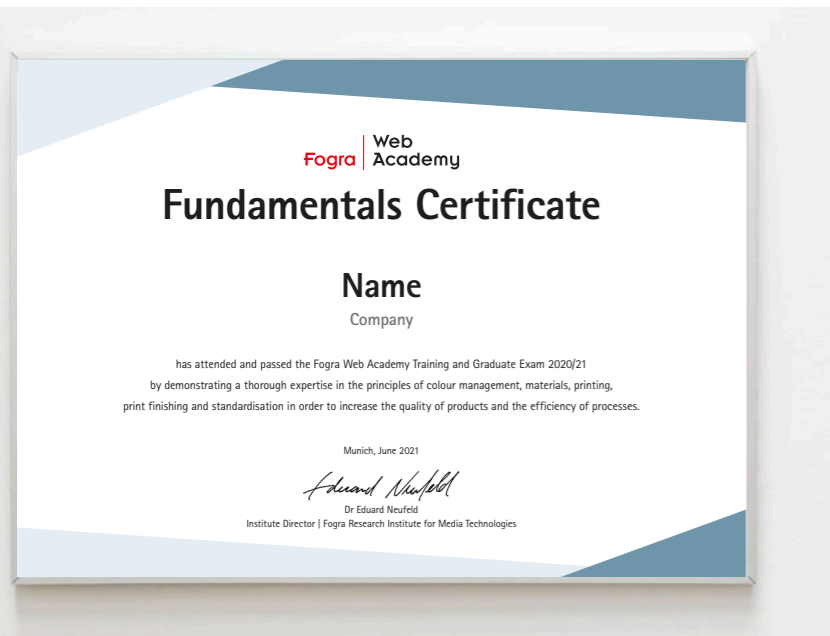 Fogra Web Academy
Fundamentals Certificate
Name
Company
has attended and passed the Fogra Web Academy Training and Graduate Exam 2020/21
by demonstrating a thorough expertise in the principles of colour management, materials, printing,
print finishing and standardisation in order to increase the quality of products and the efficiency of processes.
Munich, June 2021
Eduard Neufeld
Dr Eduard Neufeld
Institute Director | Fogra Research Institute for Media Technologies